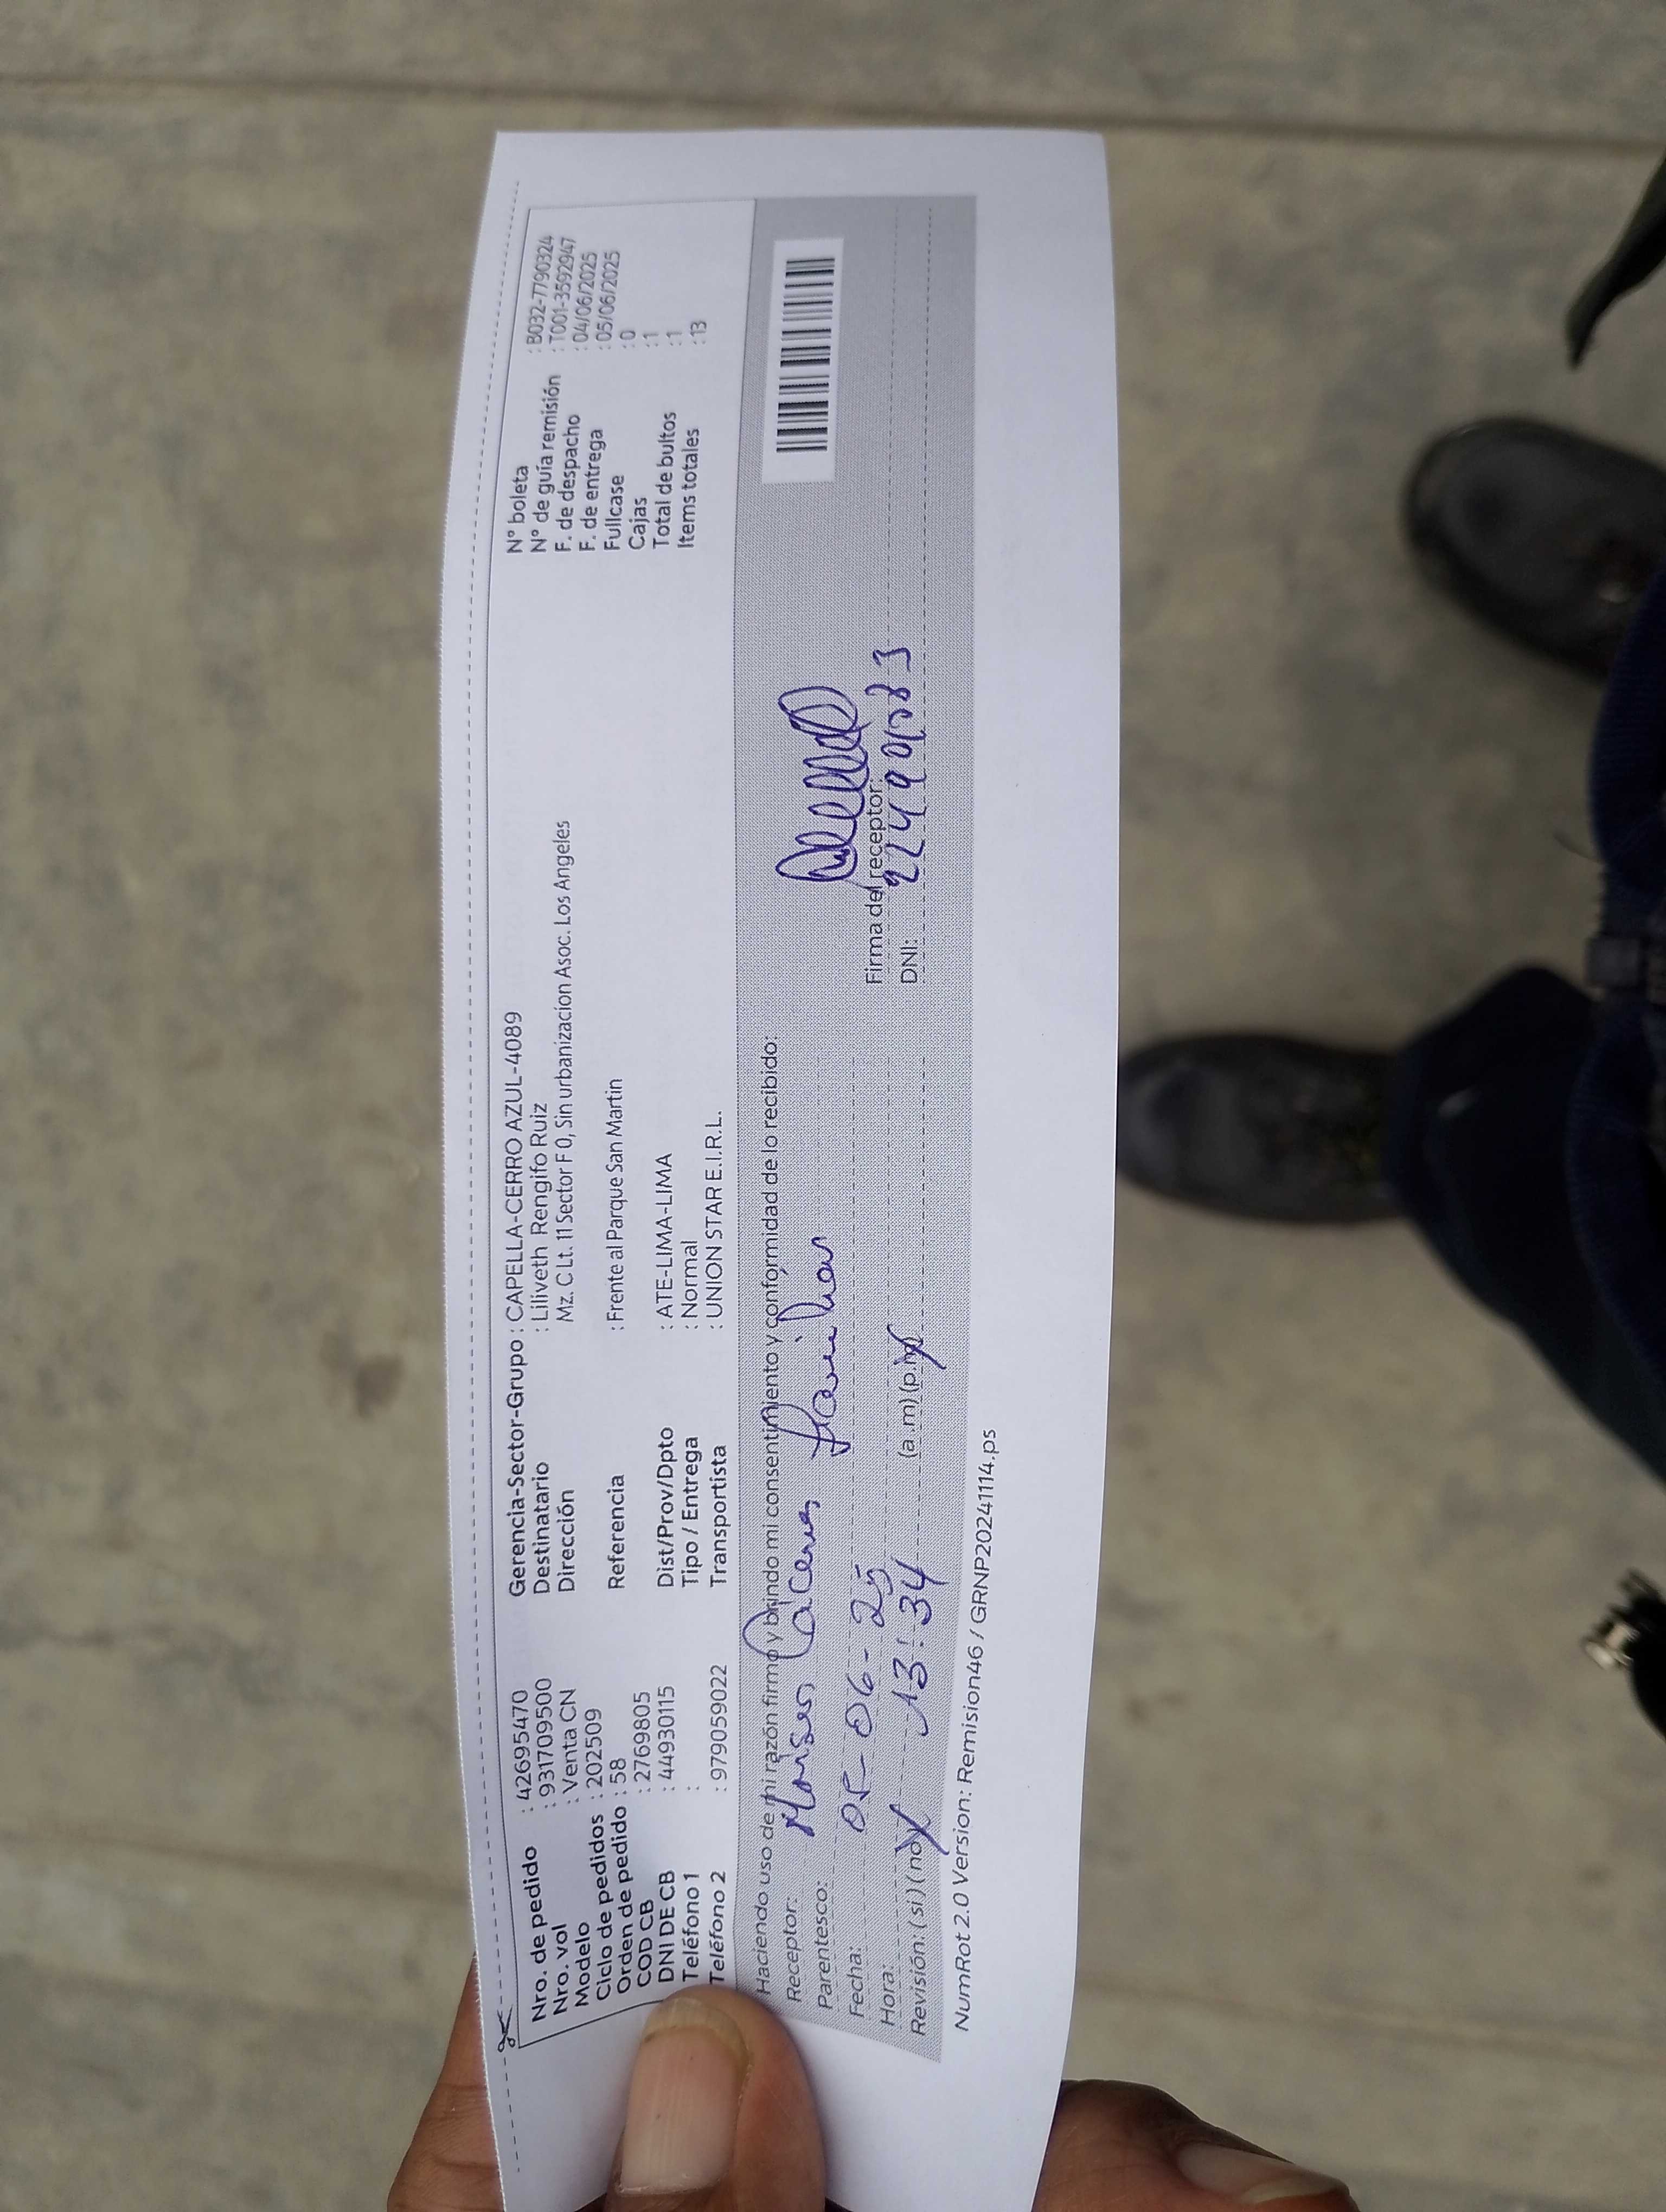 Nro. de pedido : 42695470 Gerencia-Sector-Grupo : CAPELLA-CERRO AZUL-4089 N° boleta : B032-7790324
Nro. vol : 931709500 Destinatario : Liliveth Rengifo Ruiz N° de guía remisión : T001-3592947
Modelo : Venta CN Dirección Mz. C Lt. 11 Sector F 0, Sin urbanizacion Asoc. Los Angeles F. de despacho : 04/06/2025
Ciclo de pedidos : 202509 F. de entrega : 05/06/2025
Orden de pedido : 58 Referencia : Frente al Parque San Martin Fullcase : 0
COD CB : 2769805 Cajas : 1
DNI DE CB : 44930115 Dist/Prov/Dpto : ATE-LIMA-LIMA Total de bultos : 1
Teléfono 1 : Tipo / Entrega : Normal Items totales : 13
Teléfono 2 : 979059022 Transportista : UNION STAR E.I.R.L.
Haciendo uso de mi razón firmo y brindo mi consentimiento y conformidad de lo recibido:
Receptor: Moises Caceres
Parentesco:
Fecha: 05-06-25 Firma del receptor:
Hora: 13:34 (a.m) (p.m) DNI:
Revisión: (si) (no)
NumRot 2.0 Version: Remision46 / GRNP20241114.ps